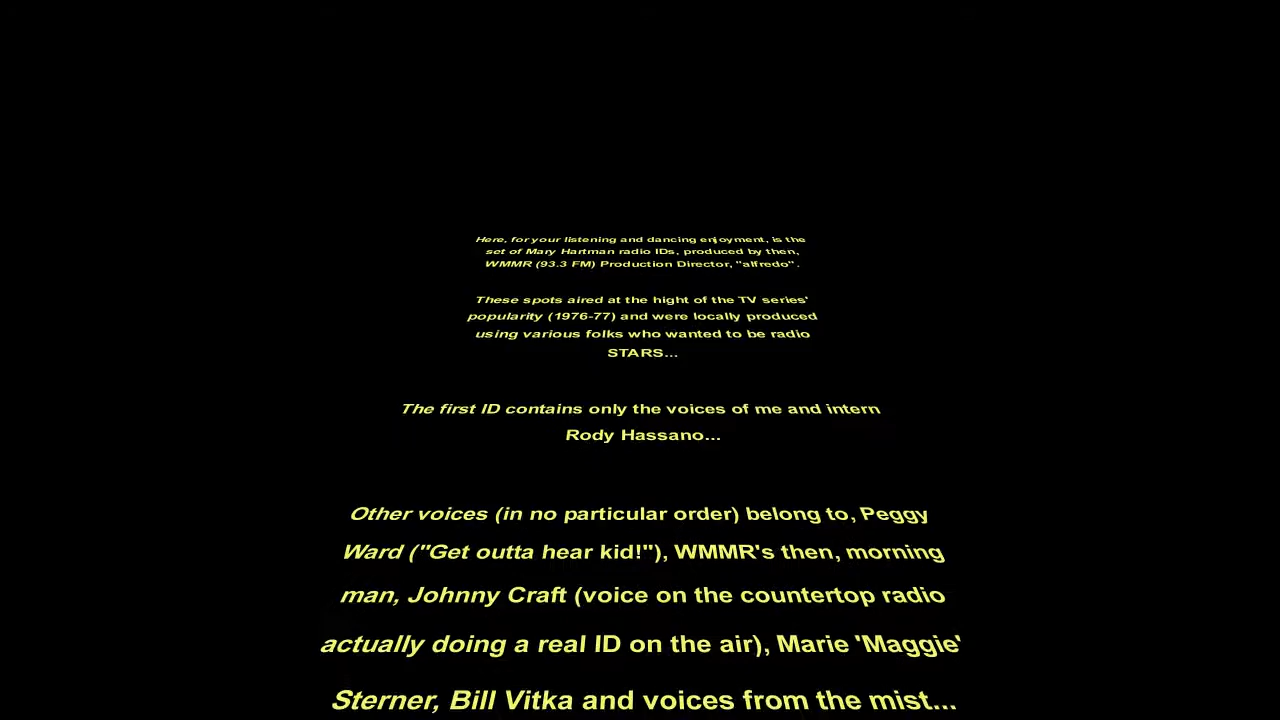 Here, for your listening and dancing enjoyment, is the
set of Mary Hartman radio IDs, produced by then,
WMMR (93.3 FM) Production Director, "alfredo".
These spots aired at the hight of the TV series'
popularity (1976-77) and were locally produced
using various folks who wanted to be radio
STARS...
The first ID contains only the voices of me and intern
Rody Hassano...
Other voices (in no particular order) belong to, Peggy
Ward ("Get outta hear kid!"), WMMR's then, morning
man, Johnny Craft (voice on the countertop radio
actually doing a real ID on the air), Marie 'Maggie'
Sterner, Bill Vitka and voices from the mist...